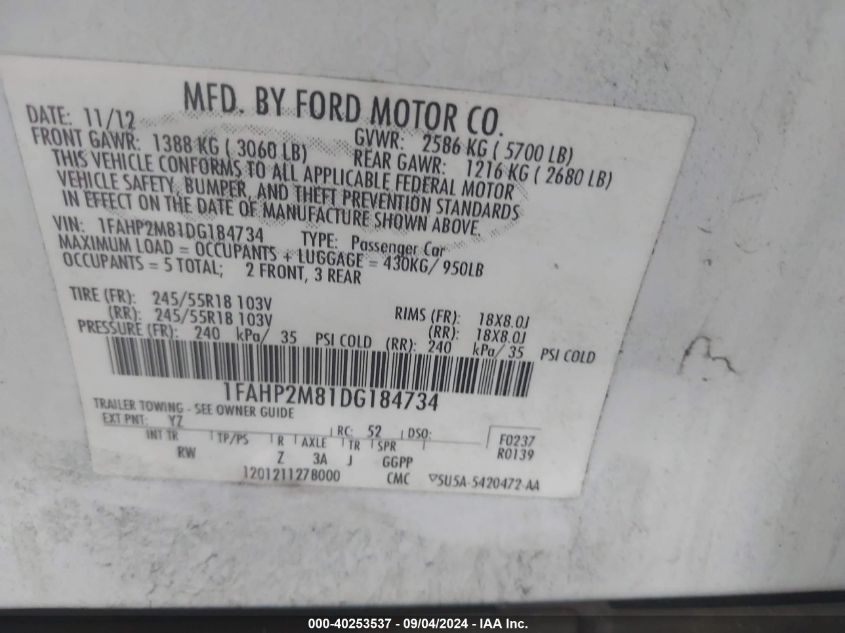 MFD. BY FORD MOTOR CO.
DATE: 11/12 GVWR: 2586 KG ( 5700 LB)
FRONT GAWR: 1388 KG ( 3060 LB) REAR GAWR: 1216 KG ( 2680 LB)
THIS VEHICLE CONFORMS TO ALL APPLICABLE FEDERAL MOTOR
VEHICLE SAFETY, BUMPER, AND THEFT PREVENTION STANDARDS
IN EFFECT ON THE DATE OF MANUFACTURE SHOWN ABOVE.
VIN: 1FAHP2M81DG184734 TYPE: Passenger Car
MAXIMUM LOAD = OCCUPANTS + LUGGAGE = 430KG/ 950LB
OCCUPANTS = 5 TOTAL; 2 FRONT, 3 REAR
TIRE (FR): 245/55R18 103V RIMS (FR): 18X8.0J
(RR): 245/55R18 103V (RR): 18X8.0J
PRESSURE (FR): 240 kPa/ 35 PSI COLD (RR): 240 kPa/ 35 PSI COLD
1FAHP2M81DG184734
TRAILER TOWING - SEE OWNER GUIDE
EXT PNT: YZ RC: 52 DSO: F0237
INT TR TP/PS R AXLE TR SPR R0139
RW Z 3A J GGPP
1201211278000 CMC ▽5U5A-5420472-AA
000-40253537 - 09/04/2024 - IAA Inc.